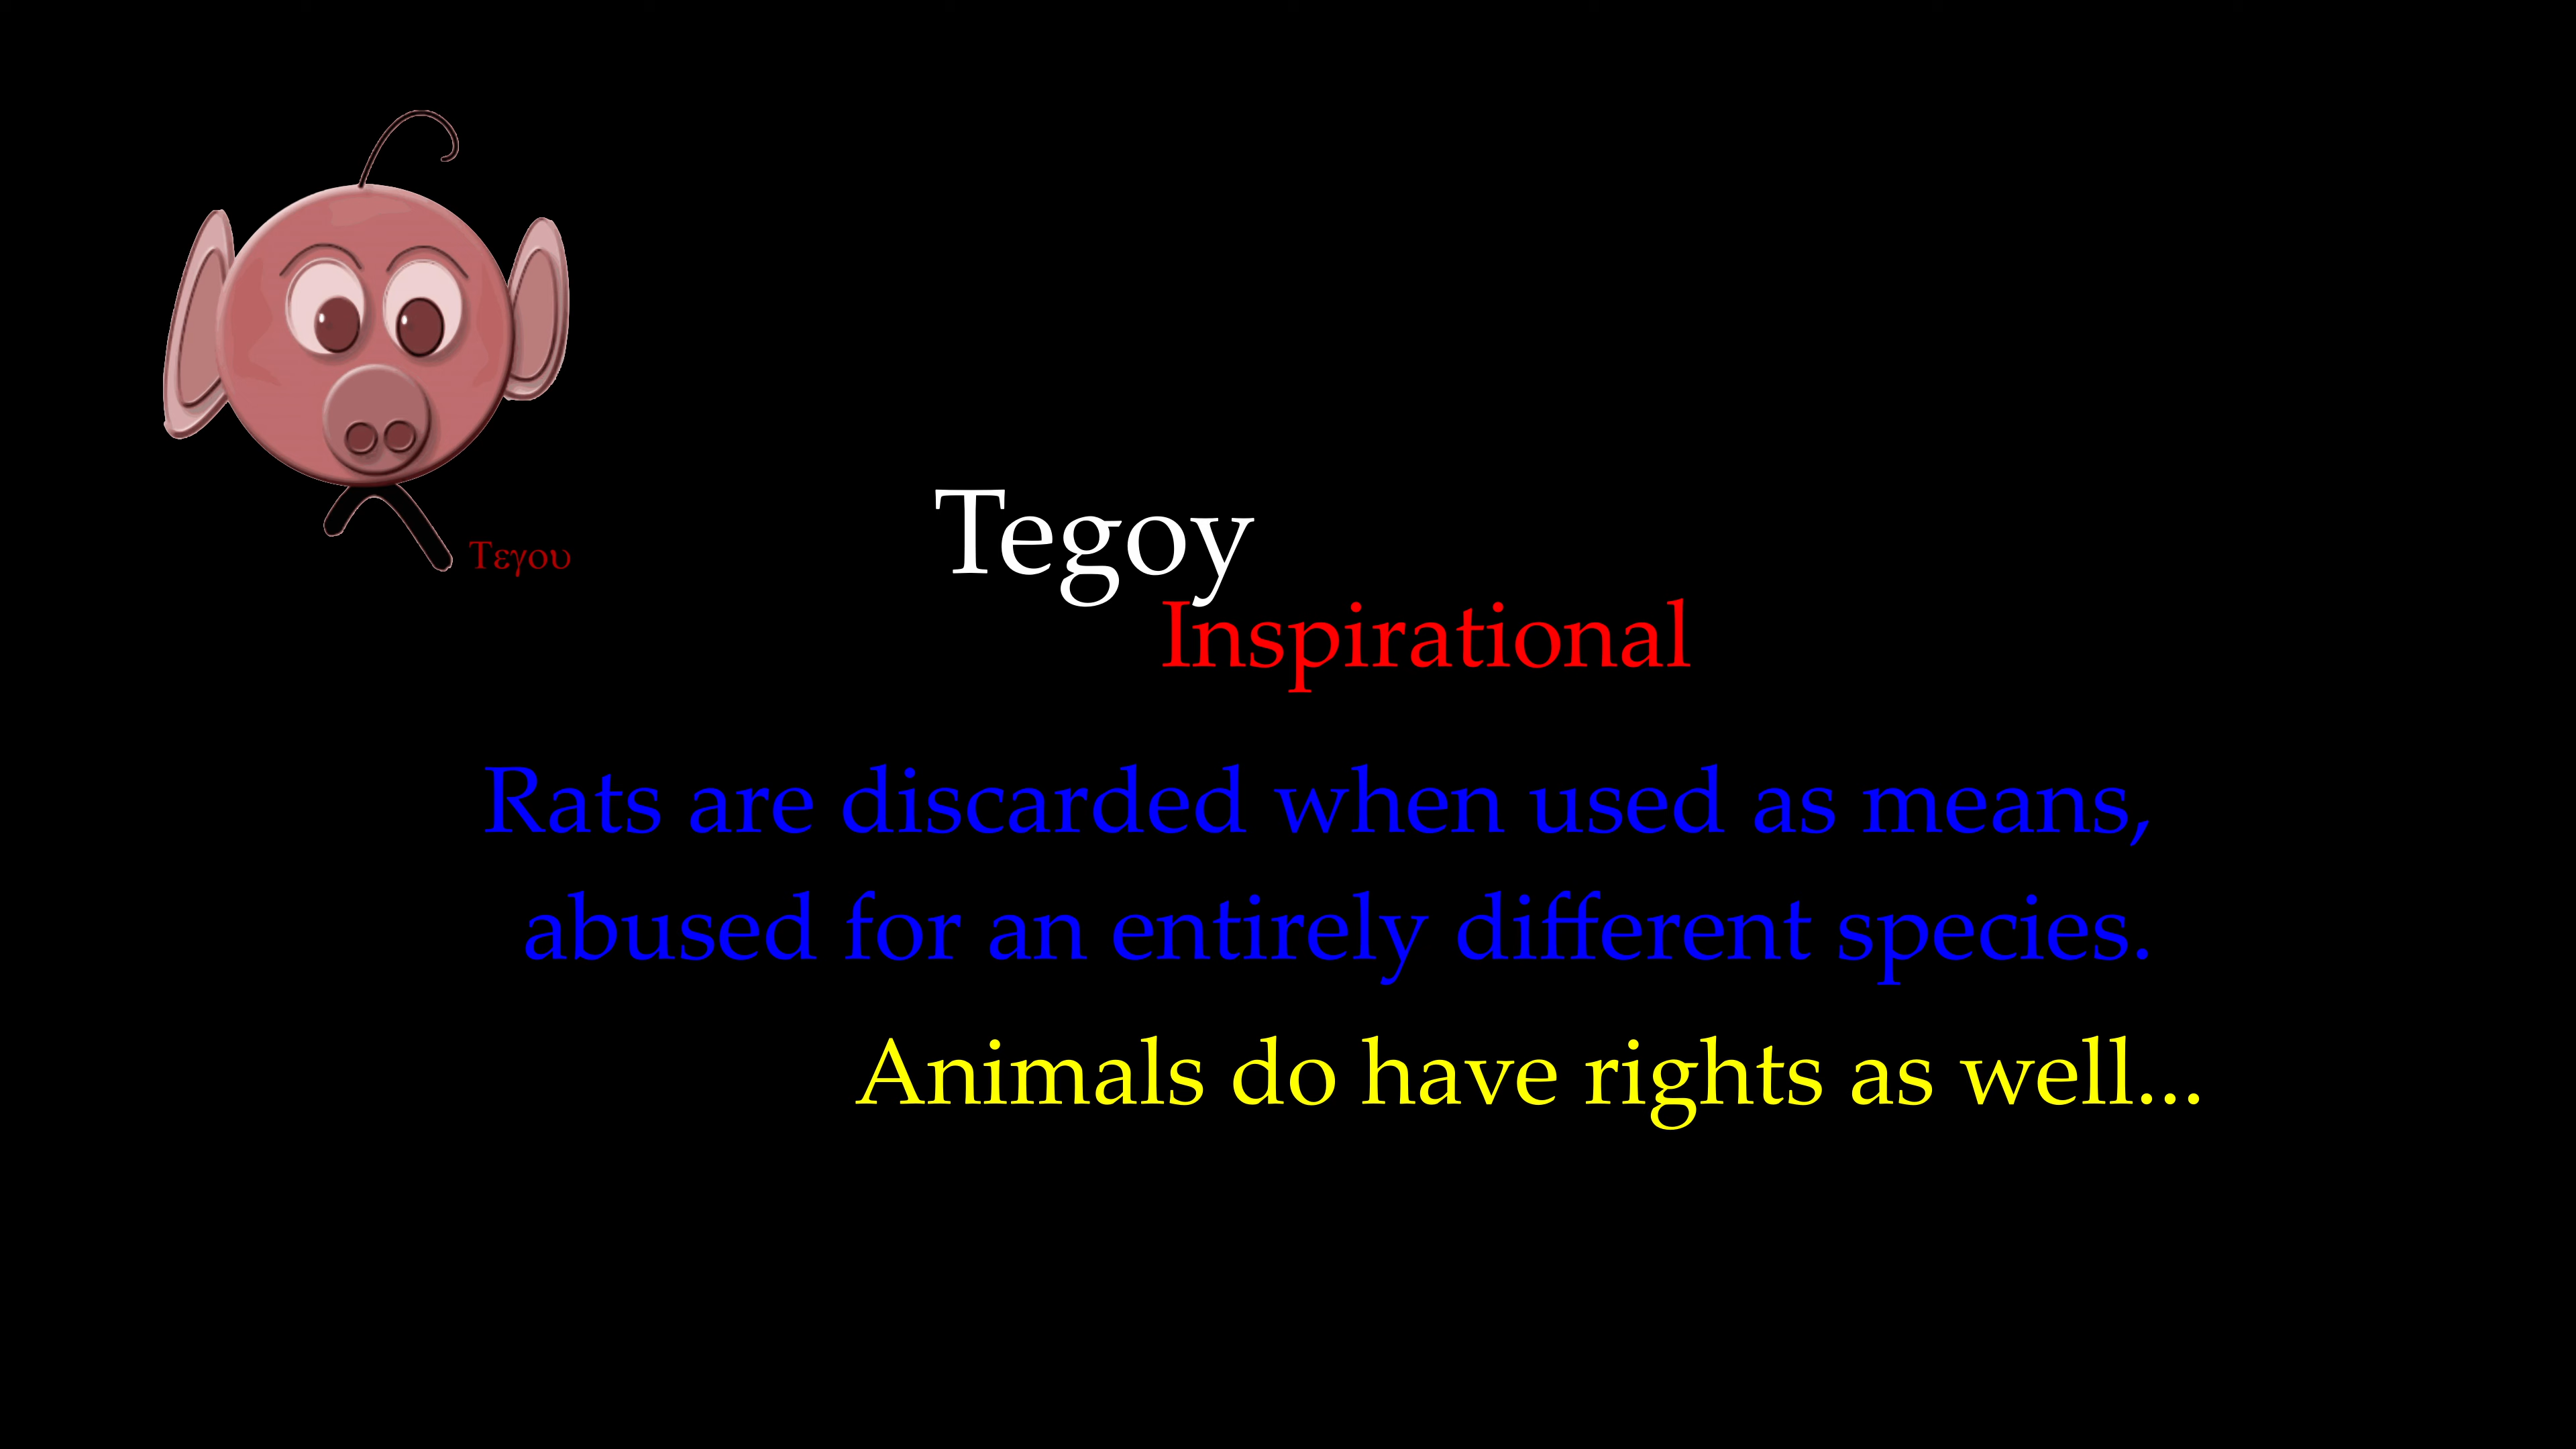 Τεγου
Tegoy
Inspirational
Rats are discarded when used as means,
abused for an entirely different species.
Animals do have rights as well...